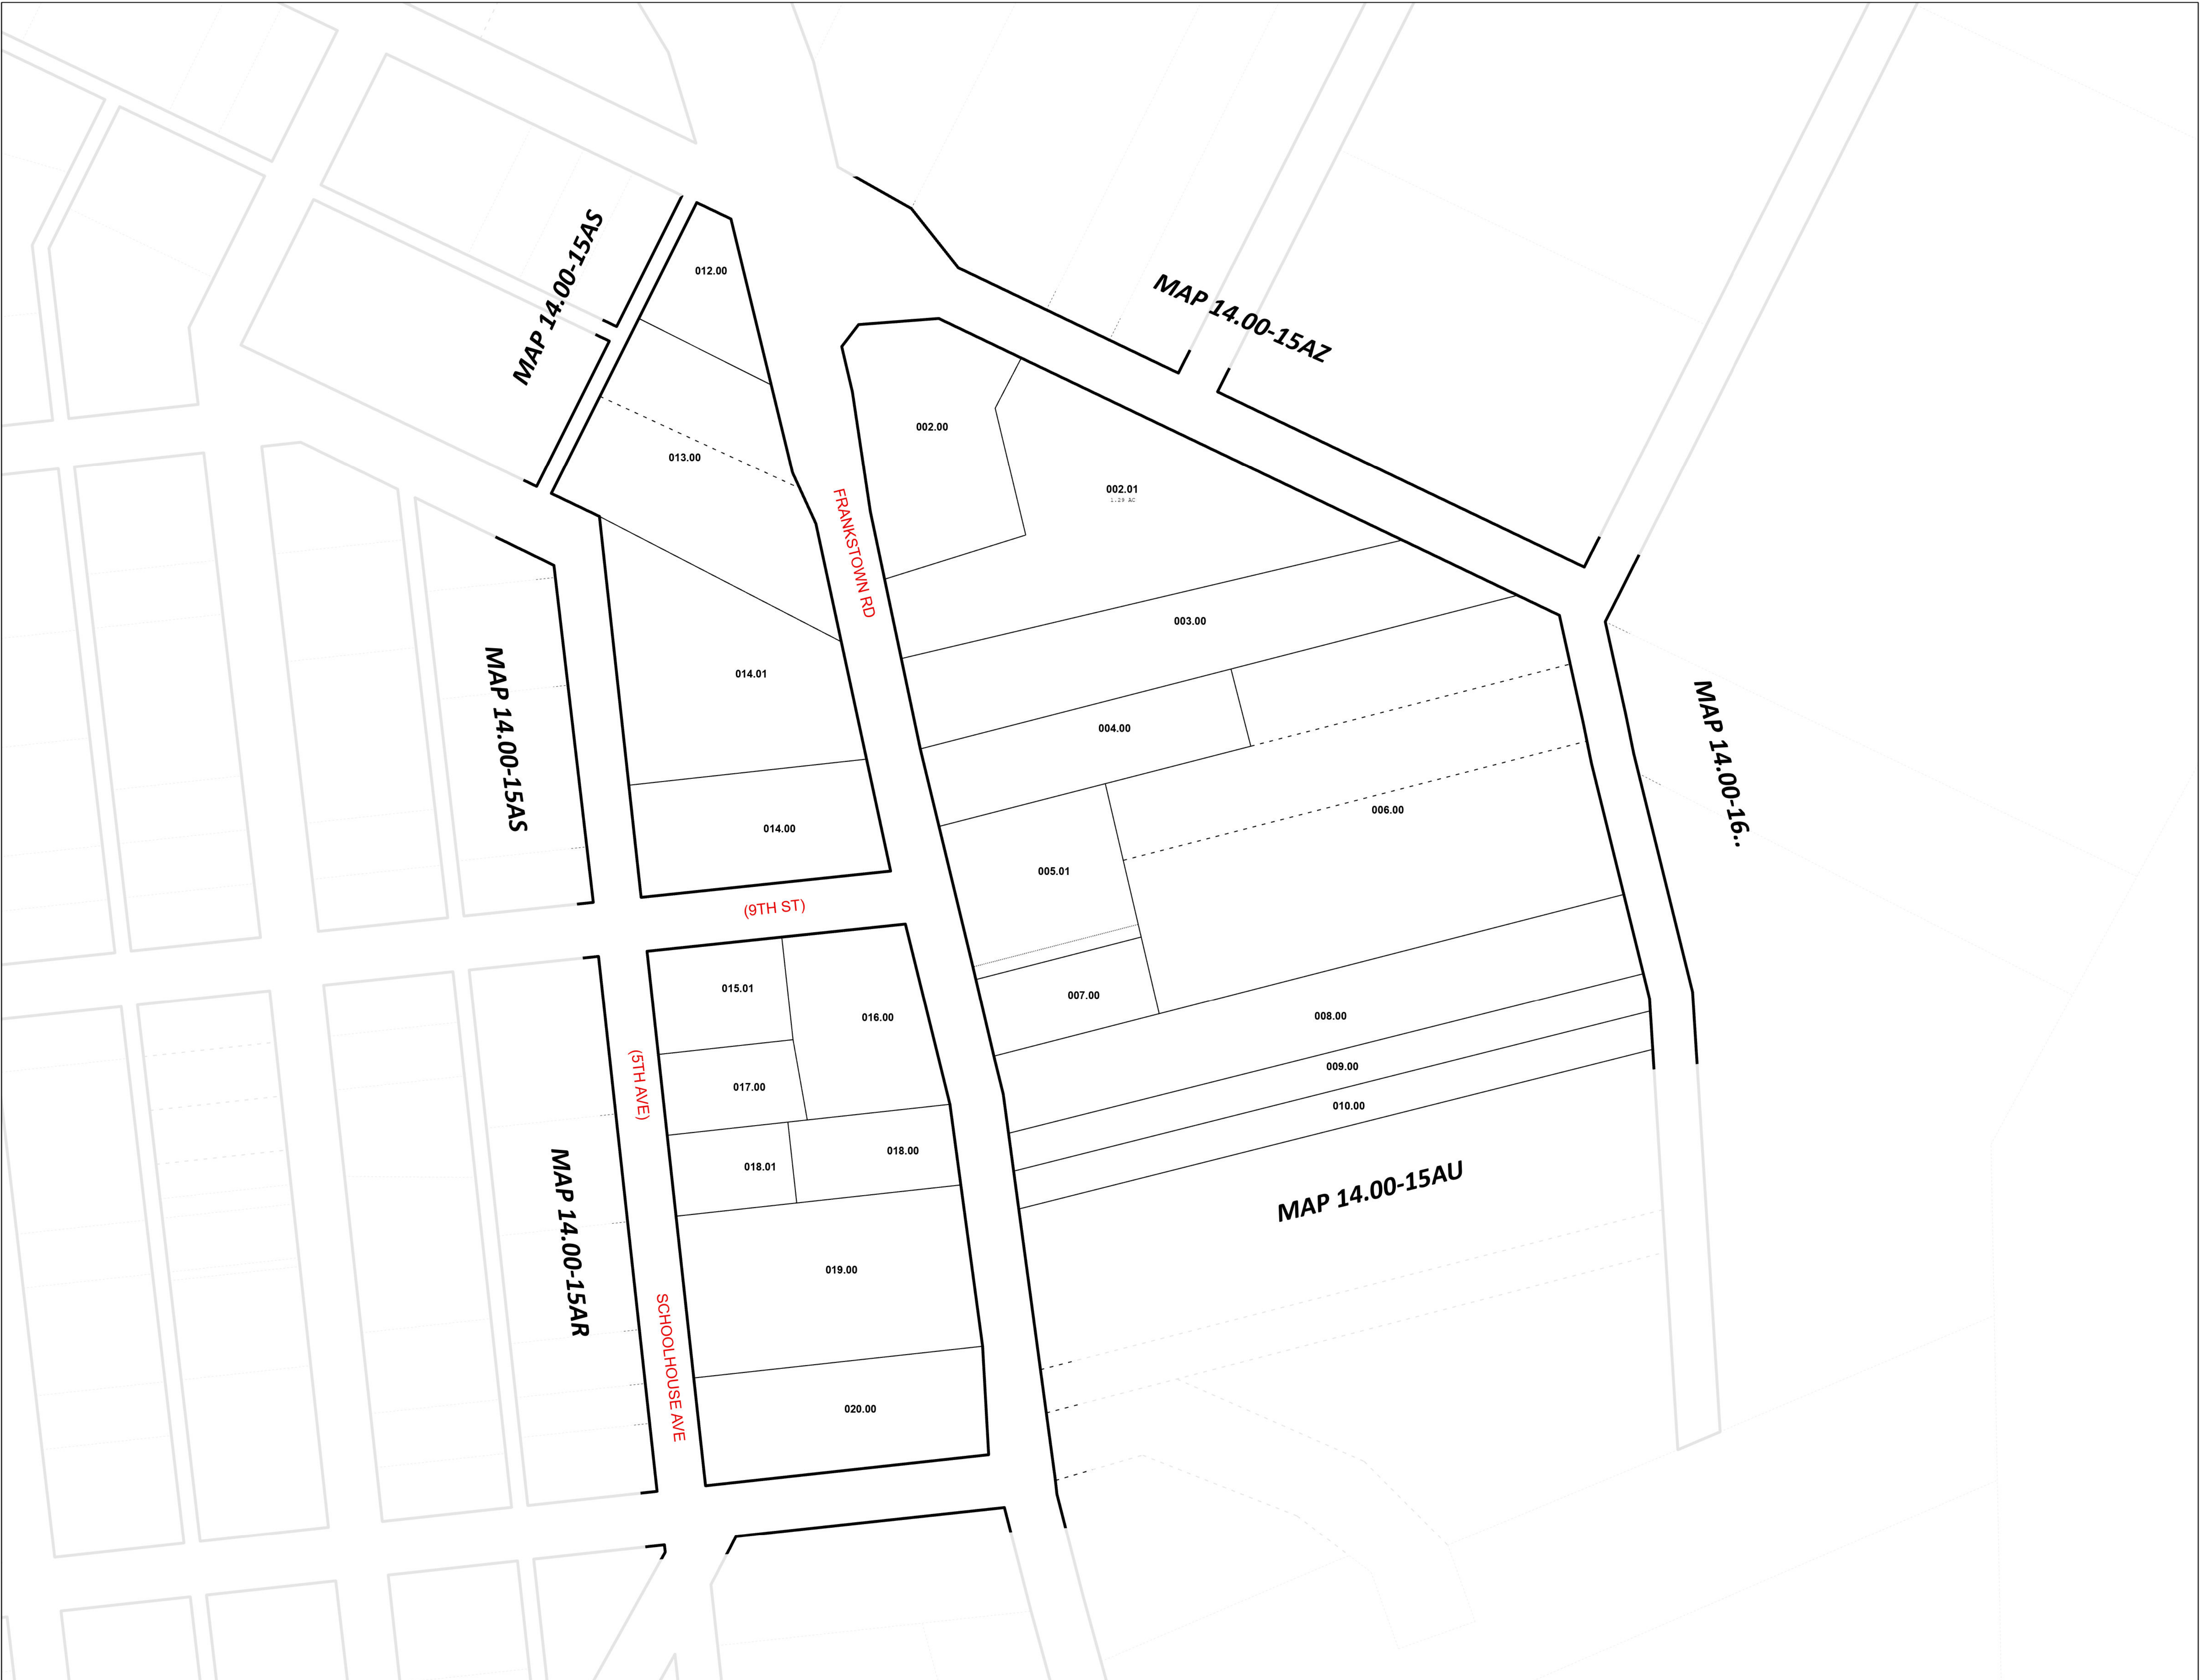 MAP 14.00-15AS
012.00
MAP 14.00-15AZ
013.00
002.00
002.01
1.29 AC
FRANKSTOWN RD
003.00
014.01
004.00
MAP 14.00-15AS
MAP 14.00-16..
006.00
014.00
005.01
(9TH ST)
015.01
016.00
007.00
008.00
(5TH AVE)
017.00
009.00
010.00
018.01
018.00
MAP 14.00-15AU
MAP 14.00-15AR
019.00
SCHOOLHOUSE AVE
020.00